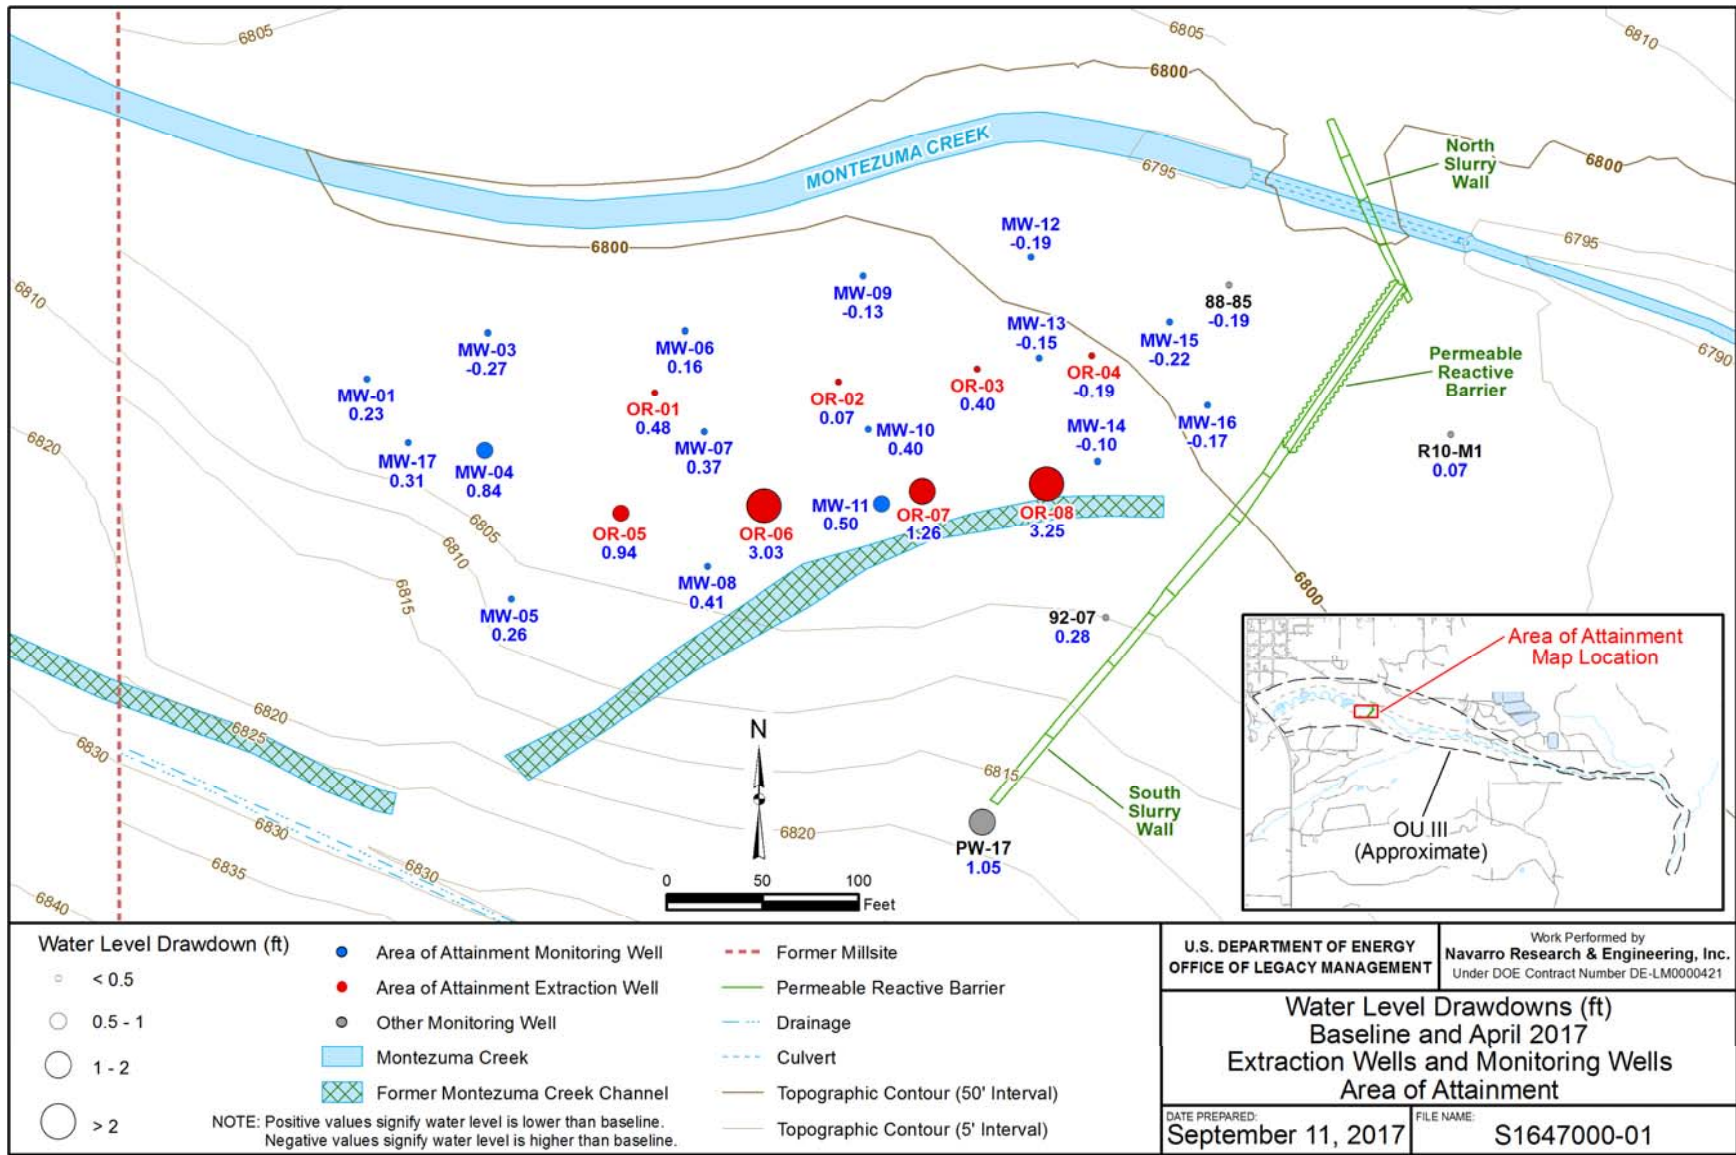 6805
6805
6810
6800
MONTEZUMA CREEK
North
Slurry
Wall
6795
6800
6795
6800
MW-12
-0.19
MW-09
-0.13
88-85
-0.19
6810
MW-03
-0.27
MW-06
0.16
MW-13
-0.15
MW-15
-0.22
6790
Permeable
Reactive
Barrier
MW-01
0.23
OR-01
0.48
OR-02
0.07
OR-03
0.40
OR-04
-0.19
6820
MW-17
0.31
MW-04
0.84
MW-07
0.37
MW-10
0.40
MW-14
-0.10
MW-16
-0.17
R10-M1
0.07
6805
6810
6815
OR-05
0.94
OR-06
3.03
MW-11
0.50
OR-07
1.26
OR-08
3.25
MW-08
0.41
MW-05
0.26
92-07
0.28
6800
Area of Attainment
Map Location
OU III
(Approximate)
6820
6825
6830
6830
6835
6840
6830
N
6815
6820
South
Slurry
Wall
PW-17
1.05
0 50 100
Feet
Water Level Drawdown (ft)
< 0.5
0.5 - 1
1 - 2
> 2
Area of Attainment Monitoring Well
Area of Attainment Extraction Well
Other Monitoring Well
Montezuma Creek
Former Montezuma Creek Channel
NOTE: Positive values signify water level is lower than baseline.
Negative values signify water level is higher than baseline.
Former Millsite
Permeable Reactive Barrier
Drainage
Culvert
Topographic Contour (50' Interval)
Topographic Contour (5' Interval)
U.S. DEPARTMENT OF ENERGY
OFFICE OF LEGACY MANAGEMENT
Work Performed by
Navarro Research & Engineering, Inc.
Under DOE Contract Number DE-LM0000421
Water Level Drawdowns (ft)
Baseline and April 2017
Extraction Wells and Monitoring Wells
Area of Attainment
DATE PREPARED:
September 11, 2017
FILE NAME:
S1647000-01